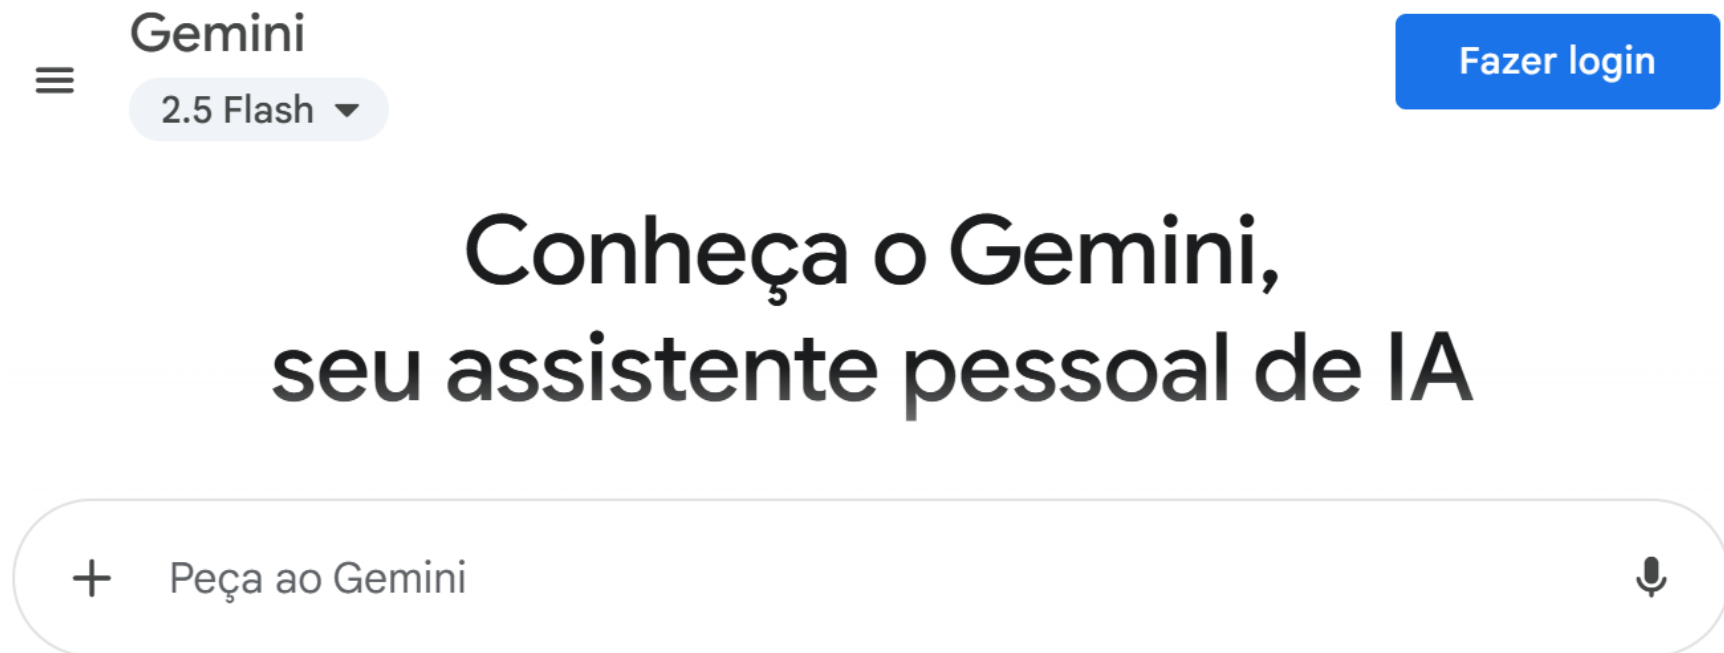 Gemini
2.5 Flash
Fazer login
Conheça o Gemini,
seu assistente pessoal de IA
Peça ao Gemini